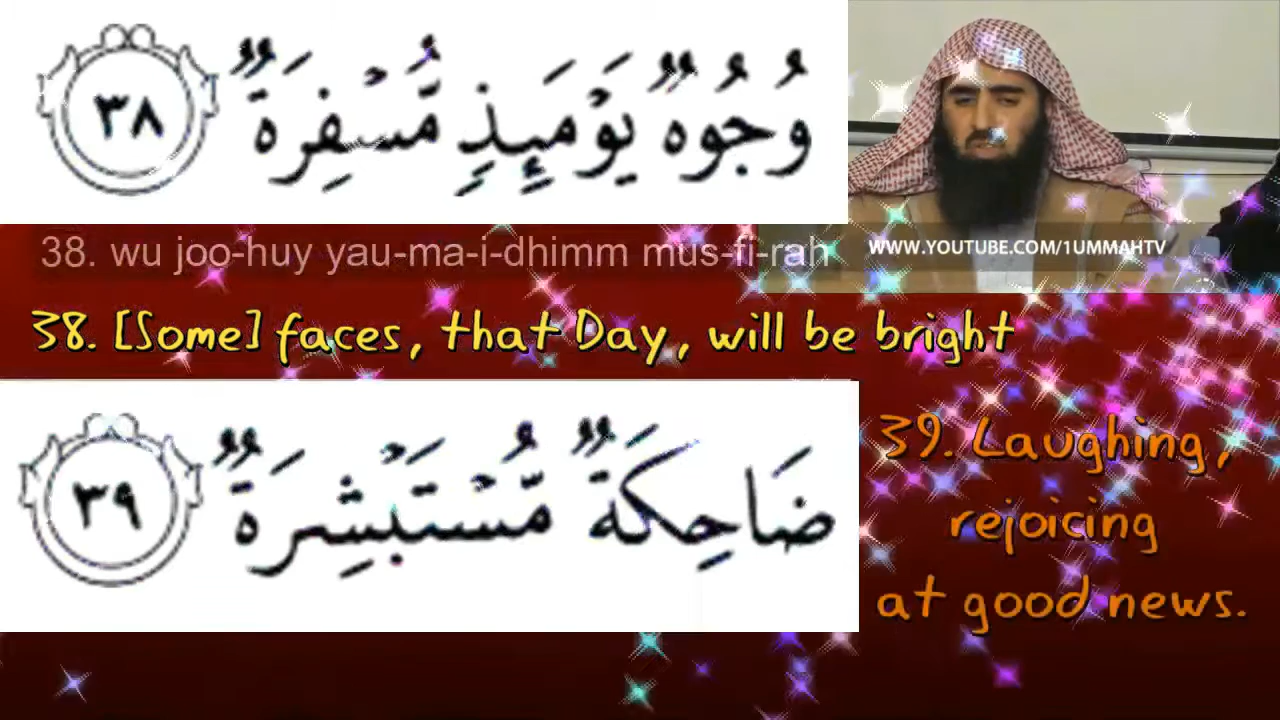 وُجُوهٌ يَوْمَئِذٍ مُّسْفِرَةٌ ٣٨
38. wu joo-huy yau-ma-i-dhimm mus-fi-rah
WWW.YOUTUBE.COM/1UMMAHTV
38. [Some] faces, that Day, will be bright
ضَاحِكَةٌ مُّسْتَبْشِرَةٌ ٣٩
39. Laughing,
rejoicing
at good news.